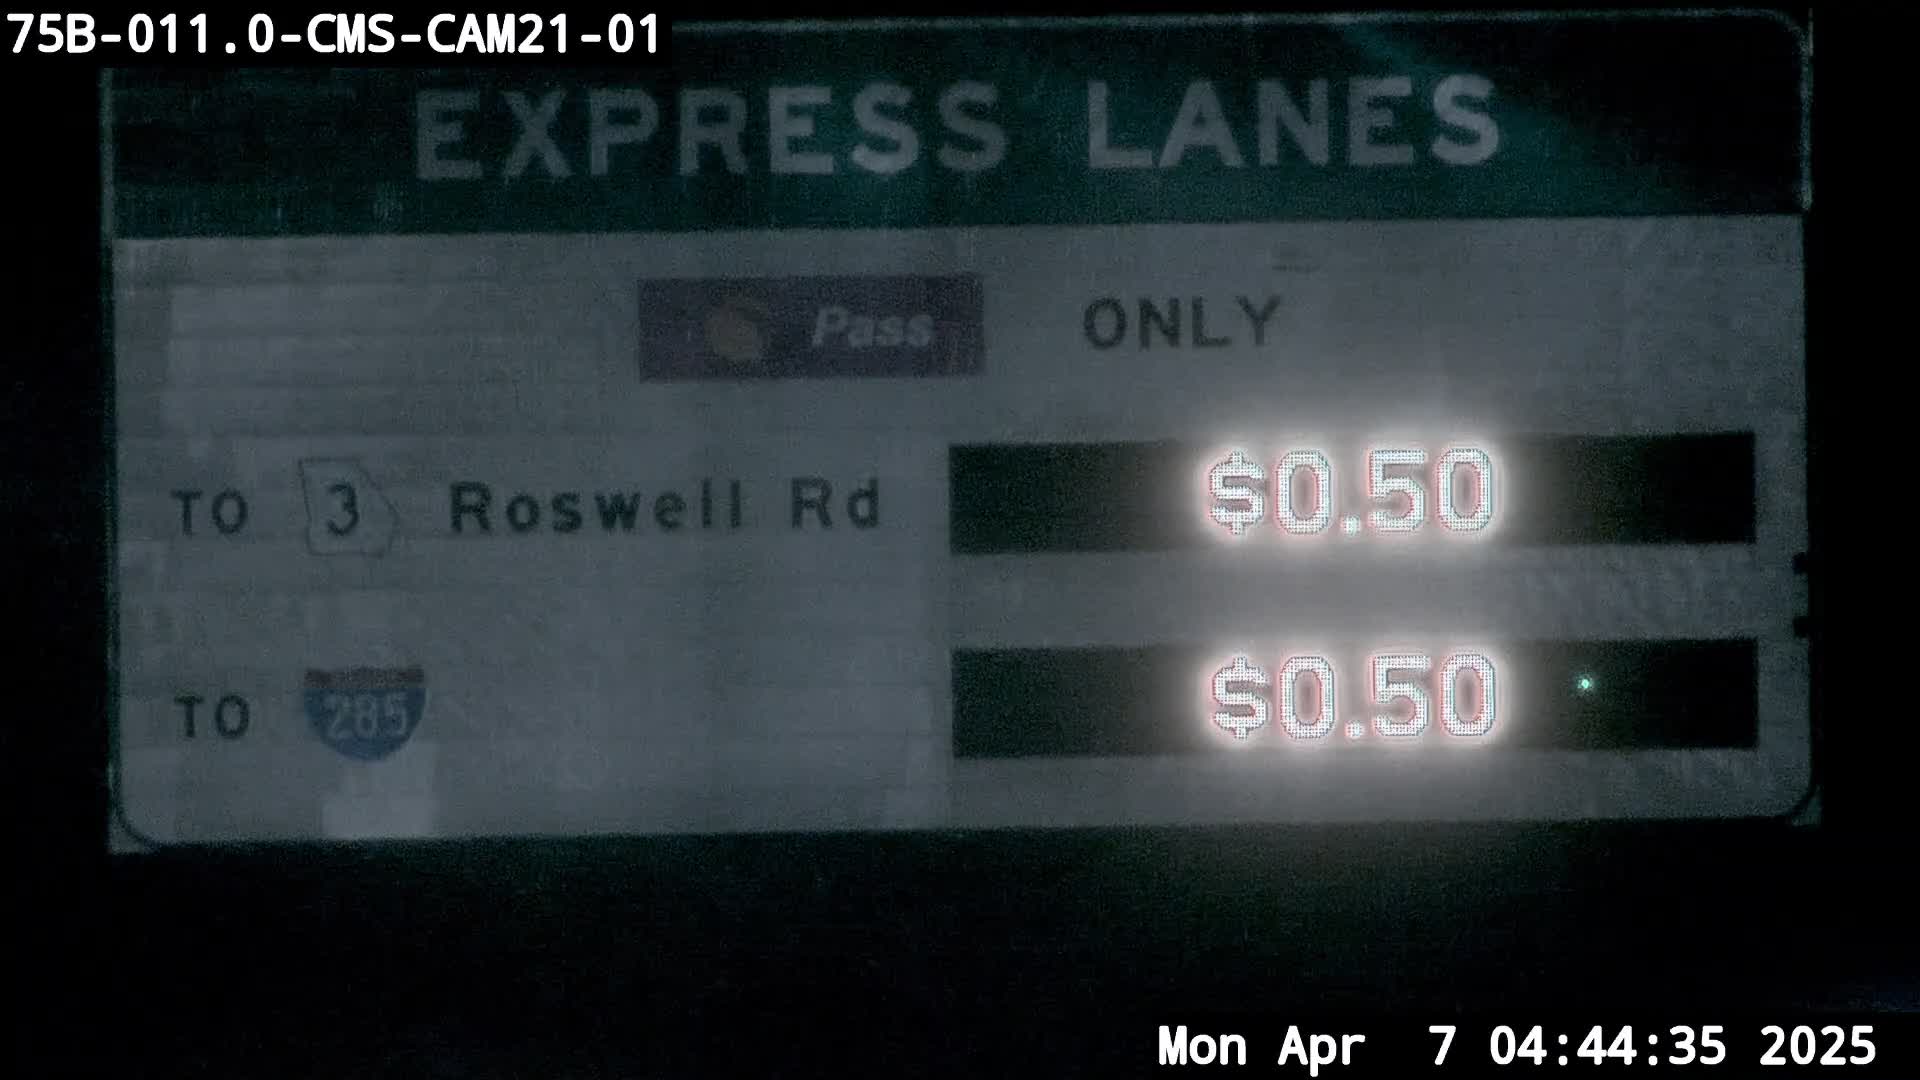 75B-011.0-CMS-CAM21-01
EXPRESS LANES
Pass ONLY
TO 3 Roswell Rd $0.50
TO 285 $0.50
Mon Apr 7 04:44:35 2025